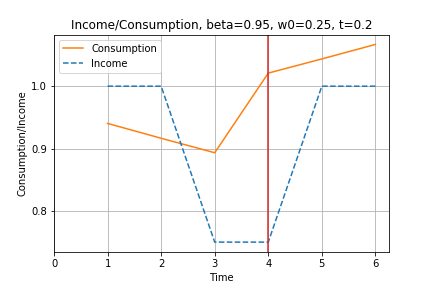 Income/Consumption, beta=0.95, w0=0.25, t=0.2
Consumption
Income
Consumption/Income
1.0
0.9
0.8
0 1 2 3 4 5 6
Time